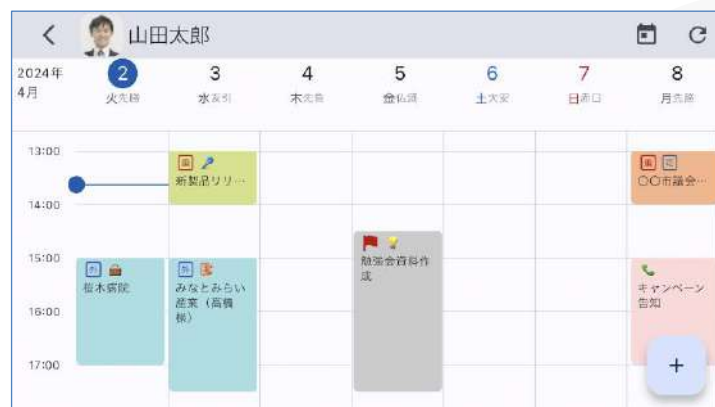 山田太郎
2024年
4月
2 3 4 5 6 7 8
火先勝 水友引 木先負 金仏滅 土大安 日赤口 月先勝
13:00
新製品リリ…
〇〇市議会…
14:00
15:00
桜木病院
みなとみらい
産業（高橋
様）
勉強会資料作
成
キャンペーン
告知
16:00
17:00
+